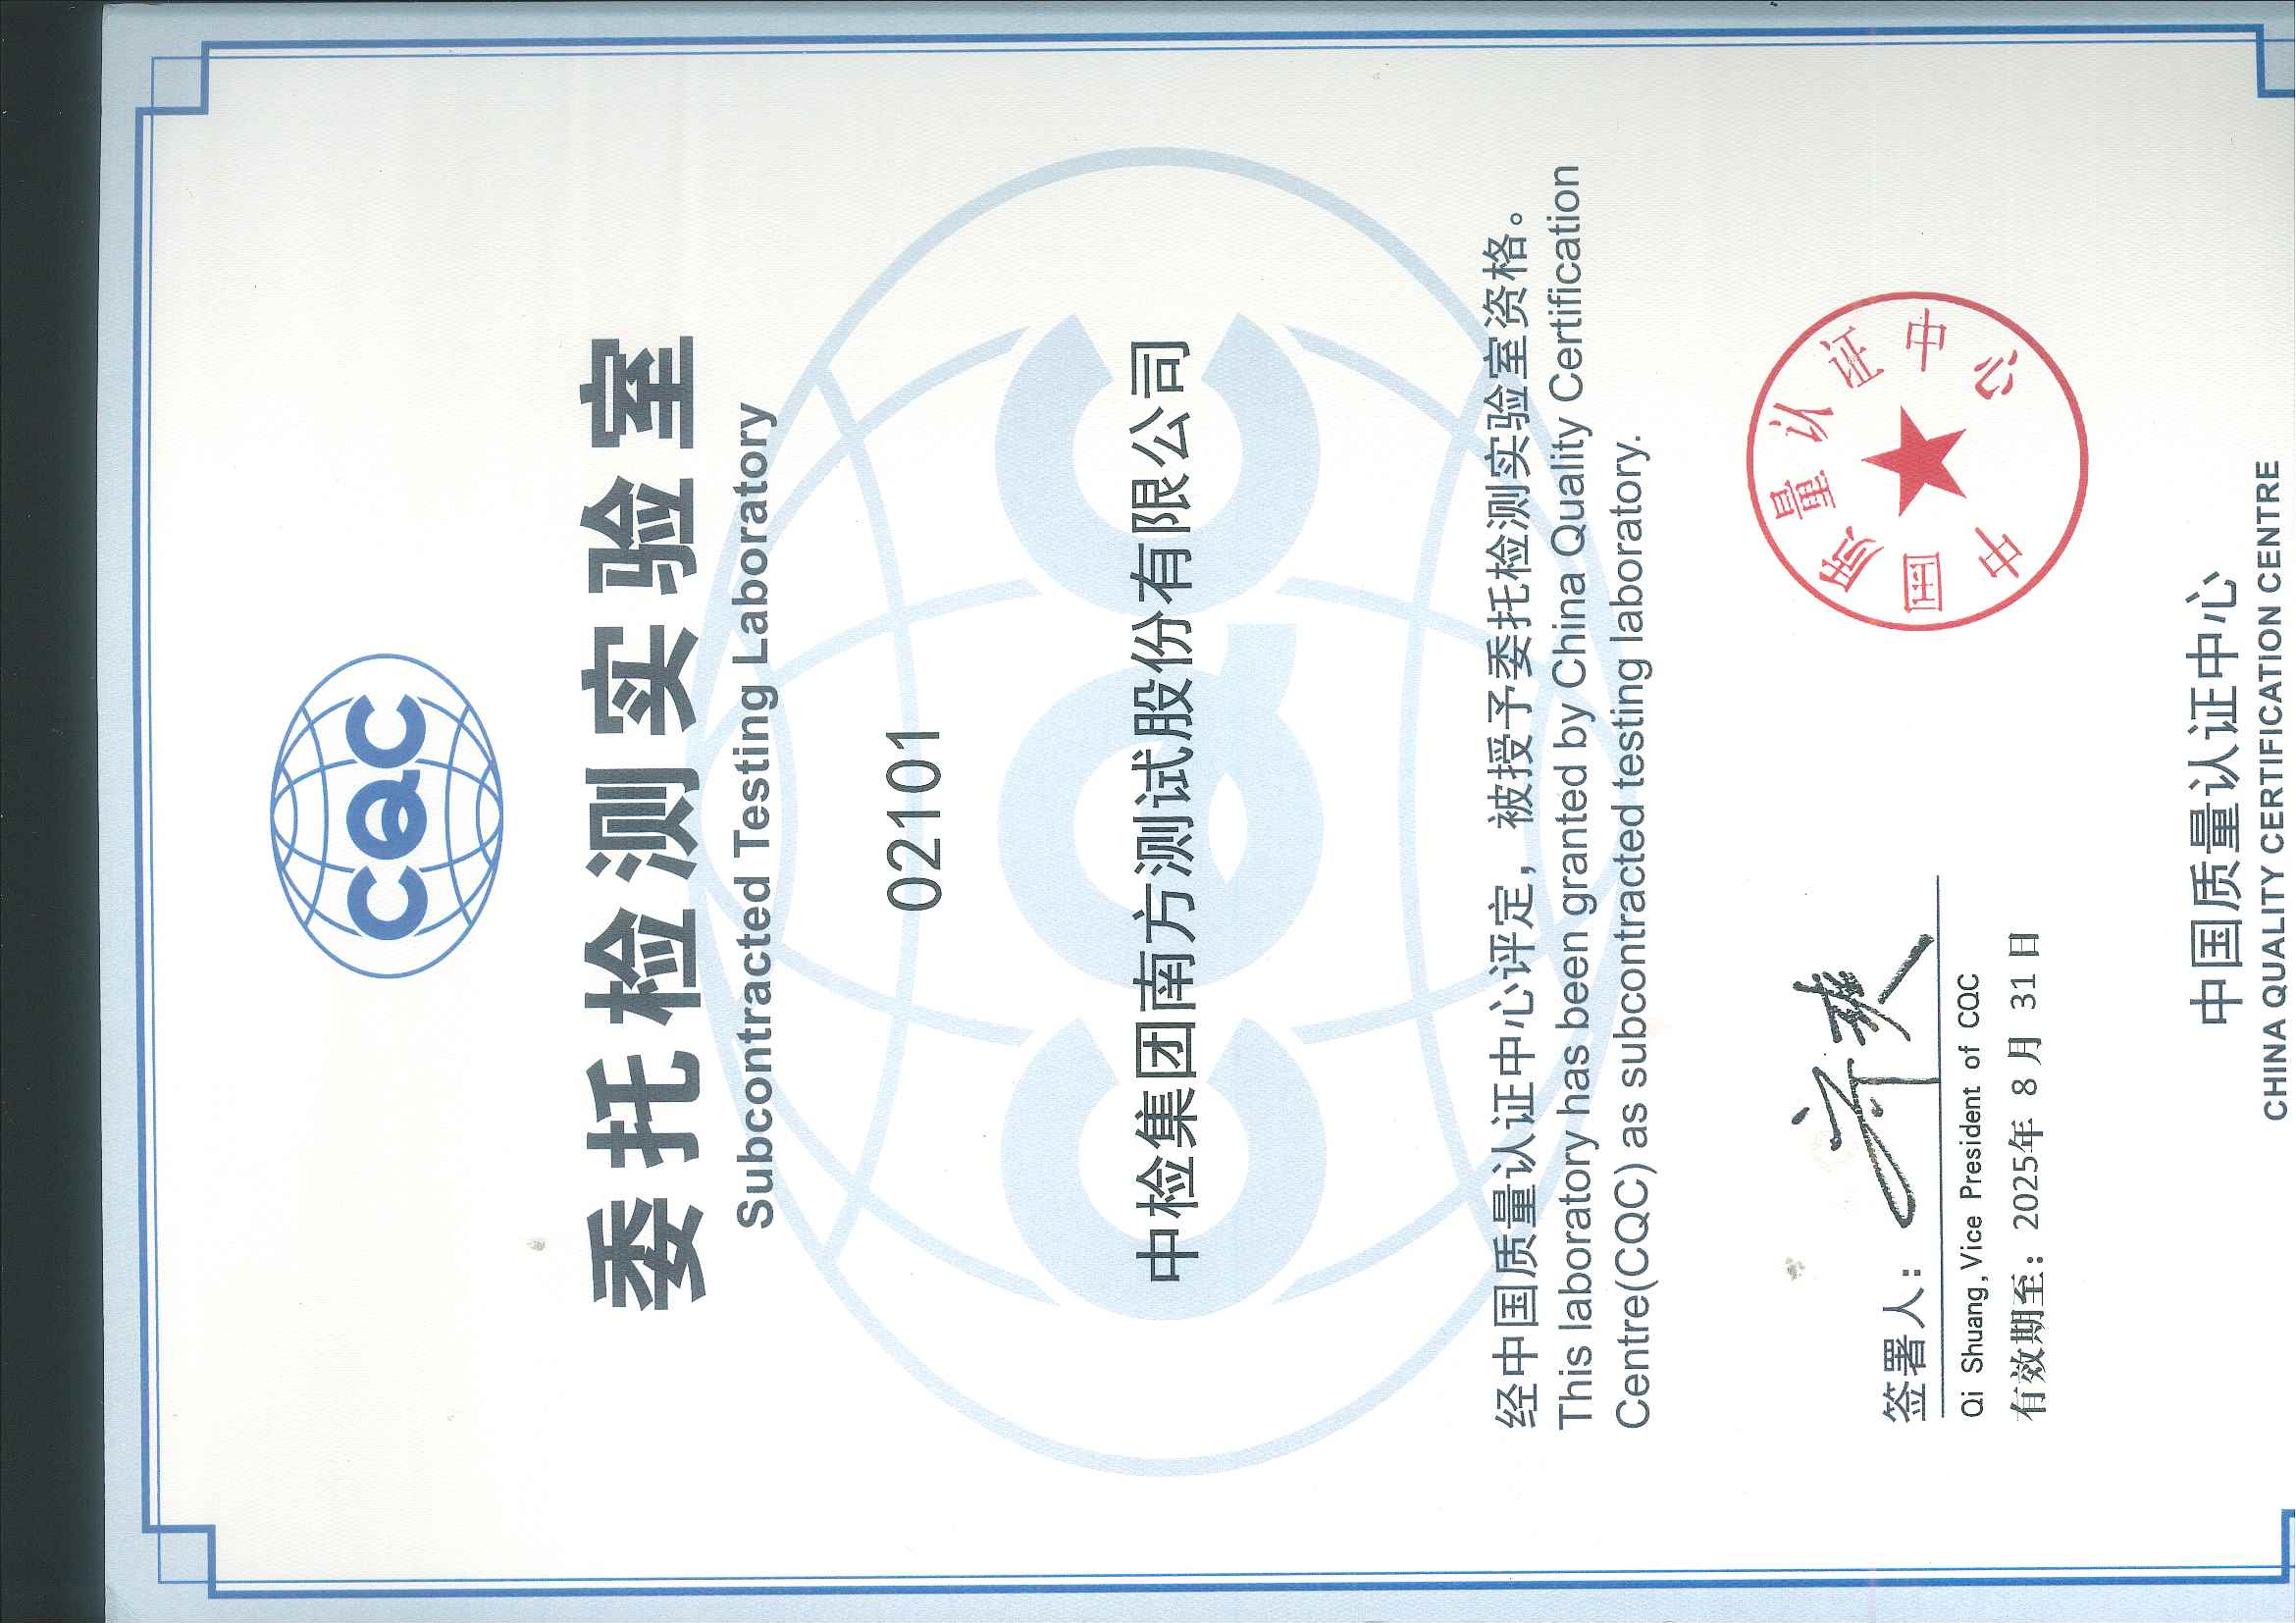 CQC
委托检测实验室
Subcontracted Testing Laboratory
02101
中检集团南方测试股份有限公司
经中国质量认证中心评定，被授予委托检测实验室资格。
This laboratory has been granted by China Quality Certification
Centre(CQC) as subcontracted testing laboratory.
签署人：
Qi Shuang, Vice President of CQC
有效期至：2025年 8 月 31 日
中国质量认证中心
中国质量认证中心
CHINA QUALITY CERTIFICATION CENTRE